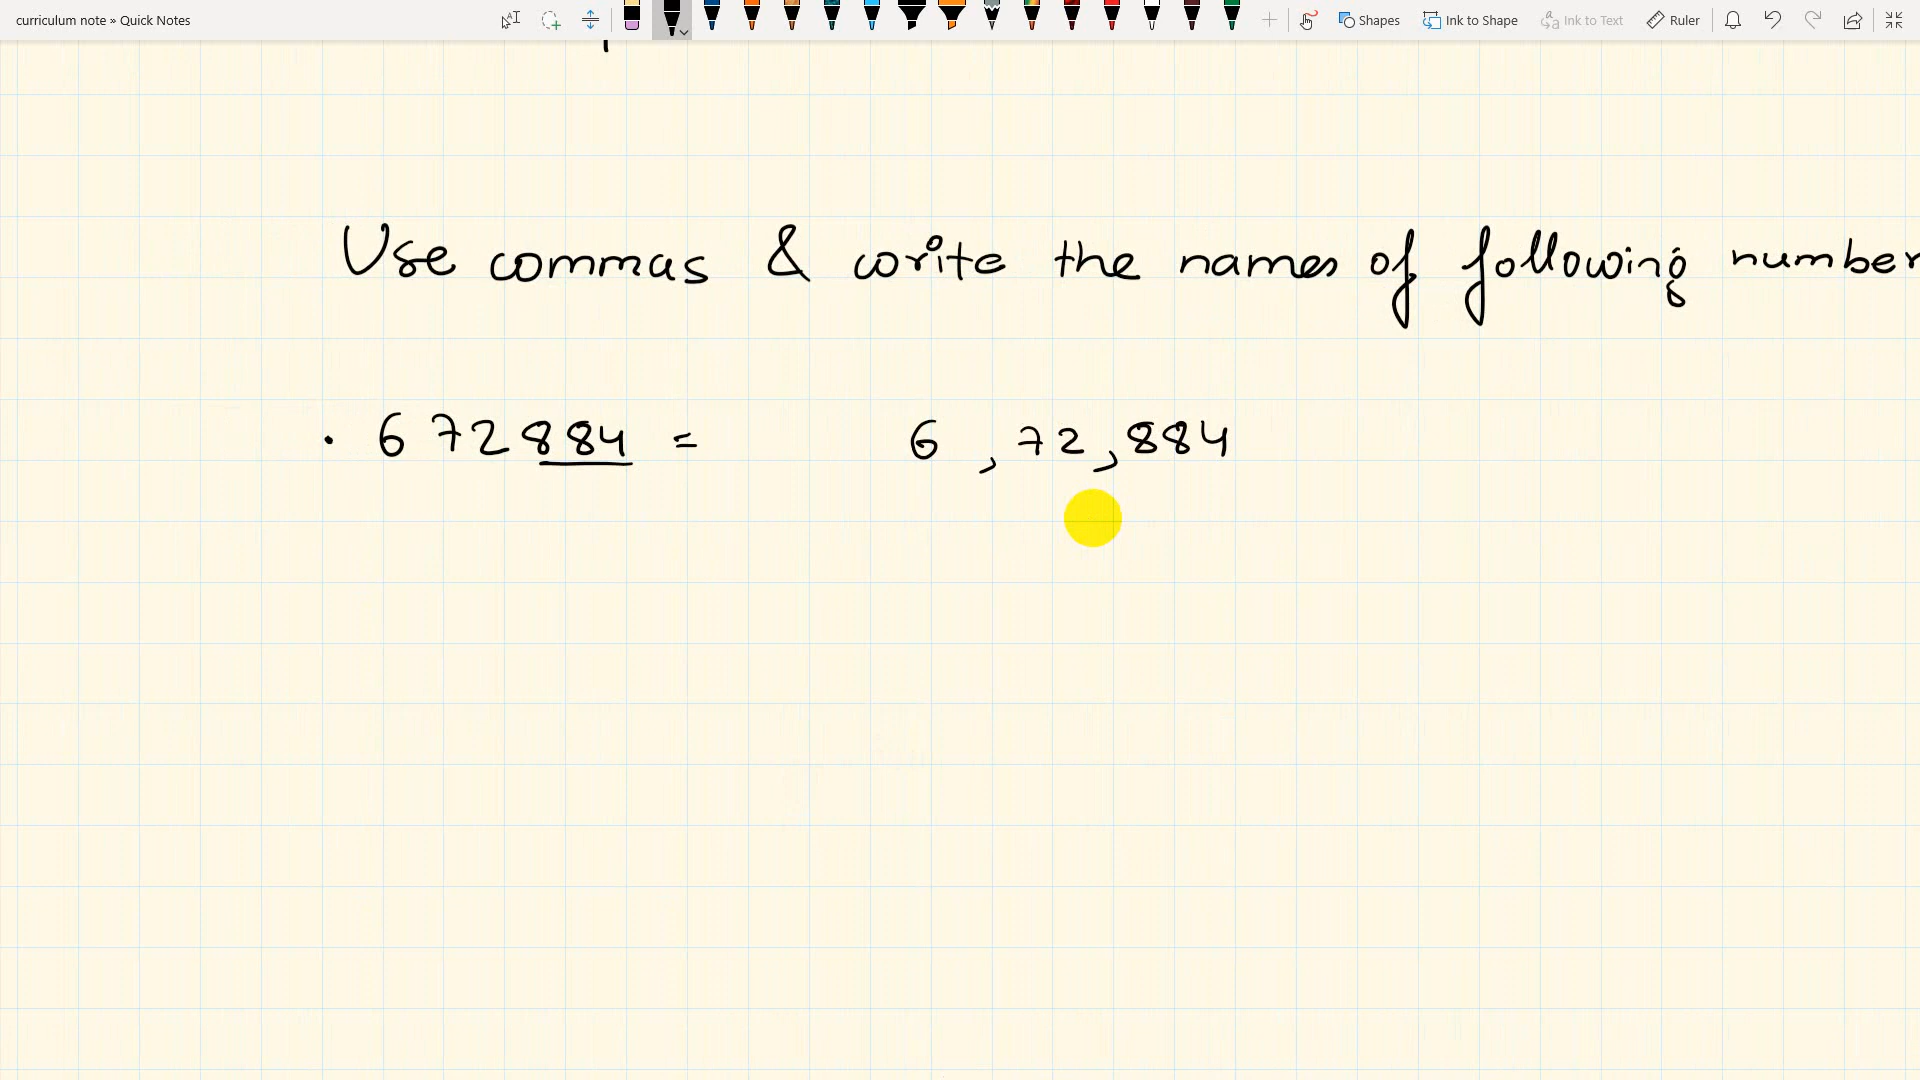 curriculum note » Quick Notes Shapes Ink to Shape Ink to Text Ruler
Use commas & write the names of following number
. 672884 = 6 , 72 , 884